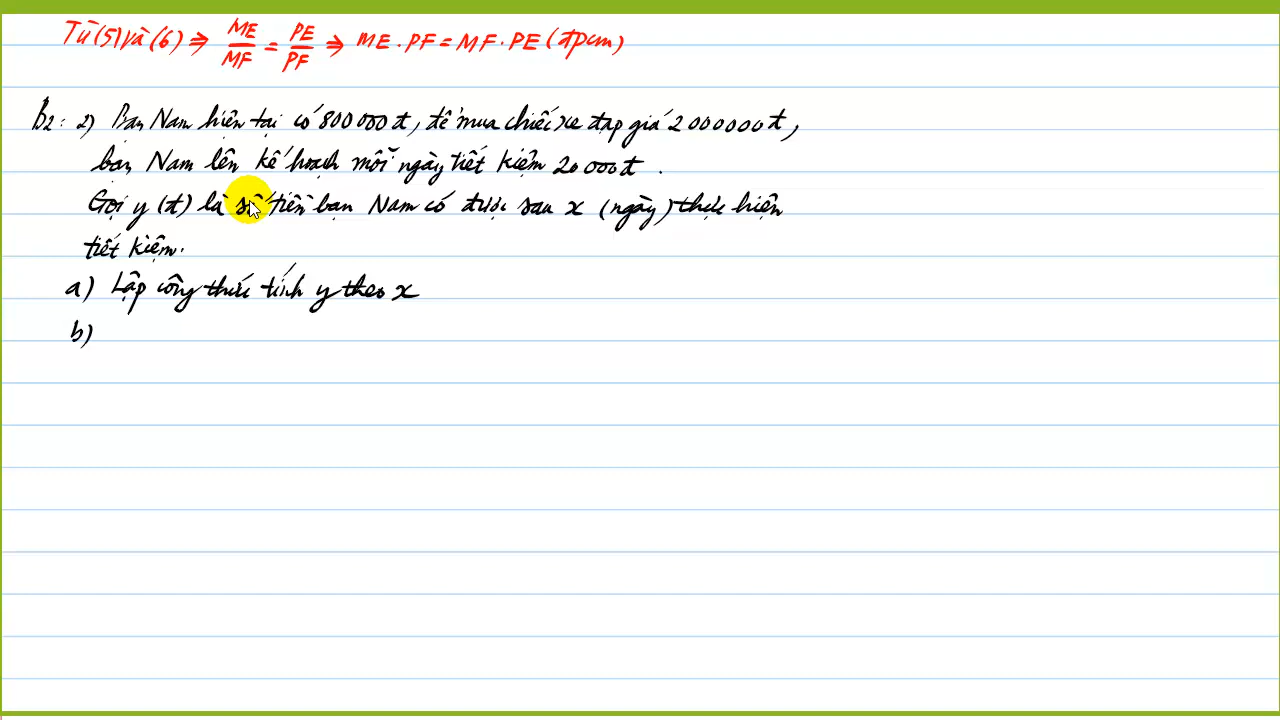 Từ (5) và (6) ⇒ ME/MF = PE/PF ⇒ ME . PF = MF . PE (đpcm)
B2: 2) Bạn Nam hiện tại có 800 000đ, để mua chiếc xe đạp giá 2 000 000đ,
bạn Nam lên kế hoạch mỗi ngày tiết kiệm 20 000đ .
Gọi y (đ) là số tiền bạn Nam có được sau x (ngày) thực hiện
tiết kiệm.
a) Lập công thức tính y theo x
b)